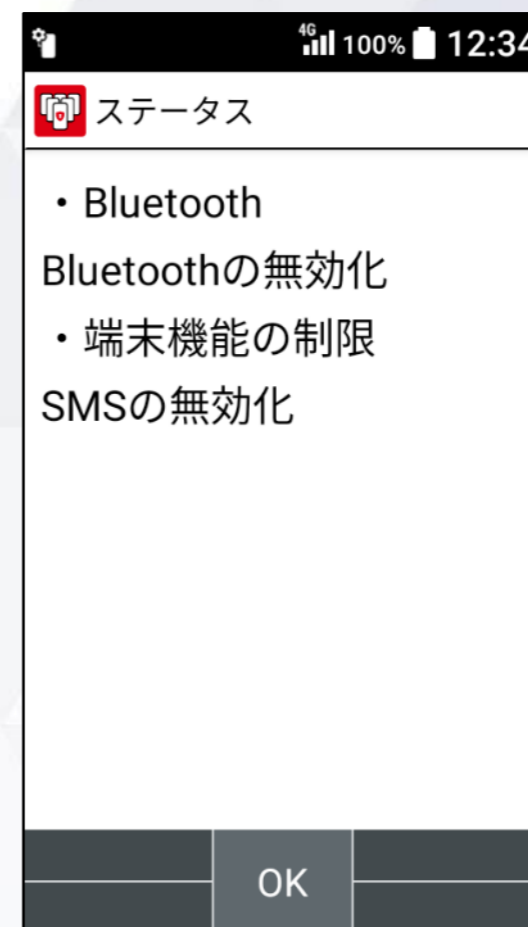 4G 100% 12:34
ステータス
・Bluetooth
Bluetoothの無効化
・端末機能の制限
SMSの無効化
OK